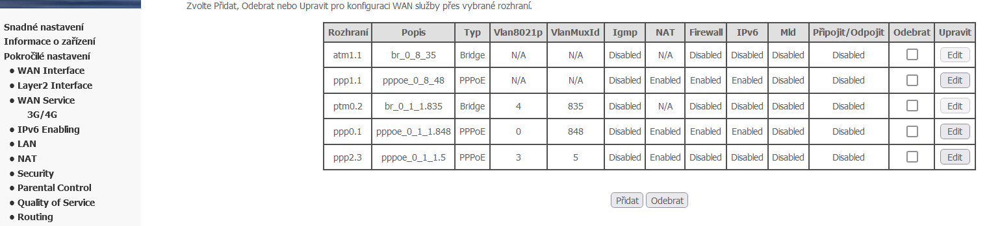 Zvolte Přidat, Odebrat nebo Upravit pro konfiguraci WAN služby přes vybrané rozhraní.
Snadné nastavení
Informace o zařízení
Pokročilé nastavení
● WAN Interface
● Layer2 Interface
● WAN Service
3G/4G
● IPv6 Enabling
● LAN
● NAT
● Security
● Parental Control
● Quality of Service
● Routing
Rozhraní Popis Typ Vlan8021p VlanMuxId Igmp NAT Firewall IPv6 Mld Připojit/Odpojit Odebrat Upravit
atm1.1 br_0_8_35 Bridge N/A N/A Disabled N/A Disabled Disabled Disabled Disabled Edit
ppp1.1 pppoe_0_8_48 PPPoE N/A N/A Disabled Enabled Enabled Enabled Disabled Disabled Edit
ptm0.2 br_0_1_1.835 Bridge 4 835 Disabled N/A Disabled Disabled Disabled Disabled Edit
ppp0.1 pppoe_0_1_1.848 PPPoE 0 848 Disabled Enabled Enabled Enabled Disabled Disabled Edit
ppp2.3 pppoe_0_1_1.5 PPPoE 3 5 Disabled Enabled Disabled Disabled Disabled Disabled Edit
Přidat Odebrat